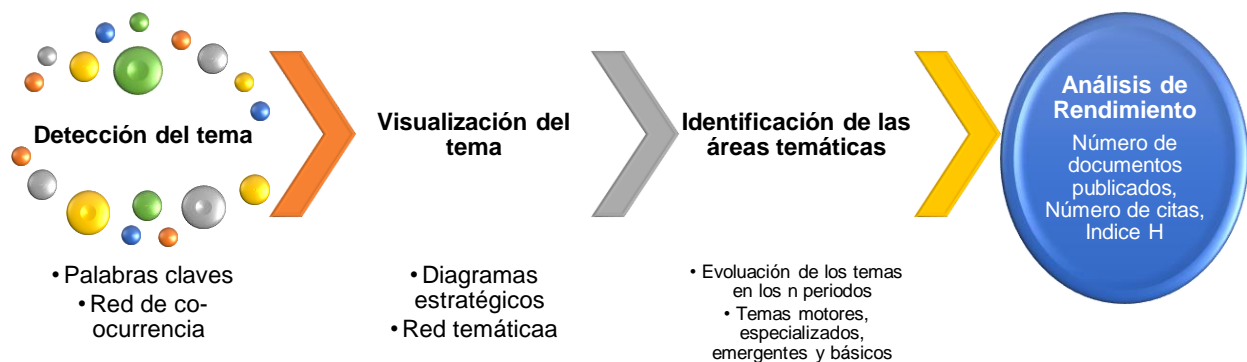 Detección del tema
• Palabras claves
• Red de co-
ocurrencia
Visualización del
tema
• Diagramas
estratégicos
• Red temáticaa
Identificación de las
áreas temáticas
• Evoluación de los temas
en los n periodos
• Temas motores,
especializados,
emergentes y básicos
Análisis de
Rendimiento
Número de
documentos
publicados,
Número de citas,
Indice H